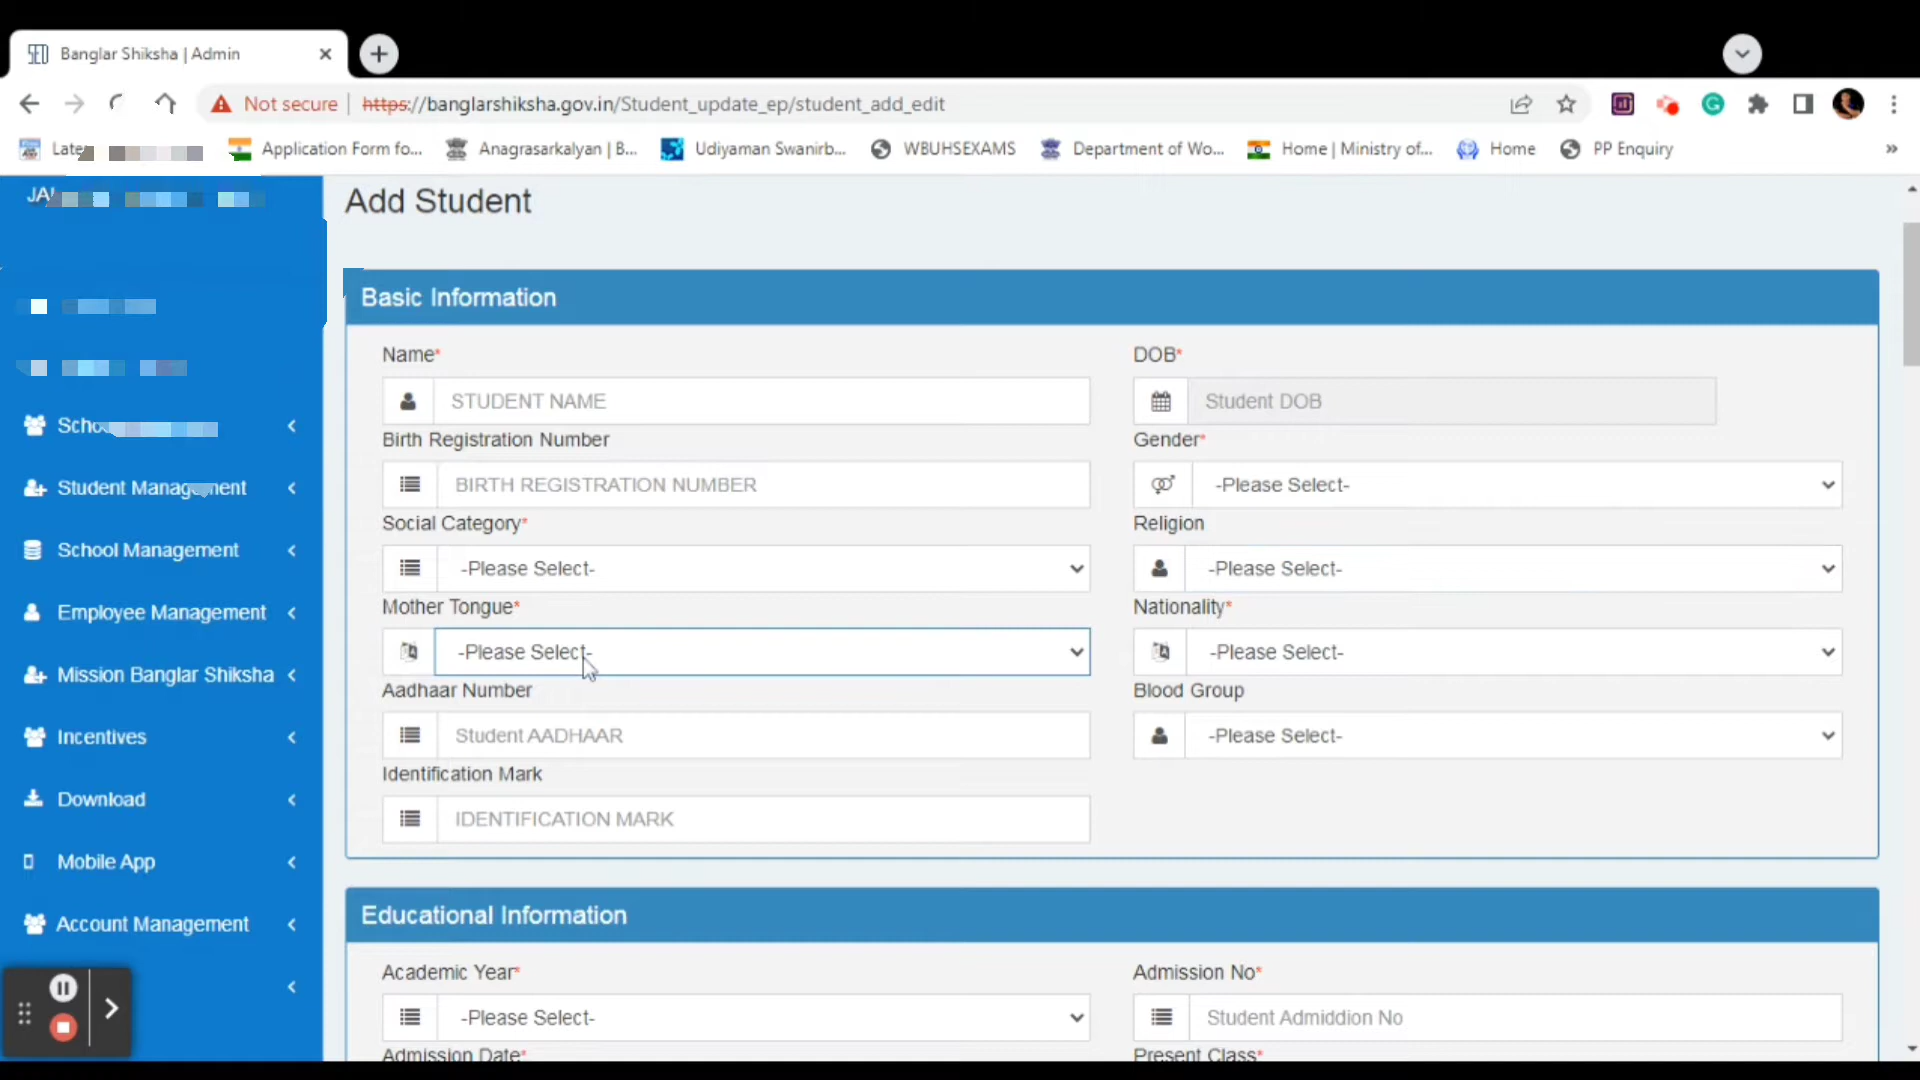 SED Banglar Shiksha | Admin
Not secure | https://banglarshiksha.gov.in/Student_update_ep/student_add_edit
Application Form fo... Anagrasarkalyan | B... Udiyaman Swanirb... WBUHSEXAMS Department of Wo... Home | Ministry of... Home PP Enquiry »
Add Student
Basic Information
Name* DOB*
STUDENT NAME Student DOB
Birth Registration Number Gender*
BIRTH REGISTRATION NUMBER -Please Select-
Social Category* Religion
-Please Select- -Please Select-
Mother Tongue* Nationality*
-Please Select- -Please Select-
Aadhaar Number Blood Group
Student AADHAAR -Please Select-
Identification Mark
IDENTIFICATION MARK
Educational Information
Academic Year* Admission No*
-Please Select- Student Admiddion No
Admission Date* Present Class*
Student Management
School Management
Employee Management
Mission Banglar Shiksha
Incentives
Download
Mobile App
Account Management